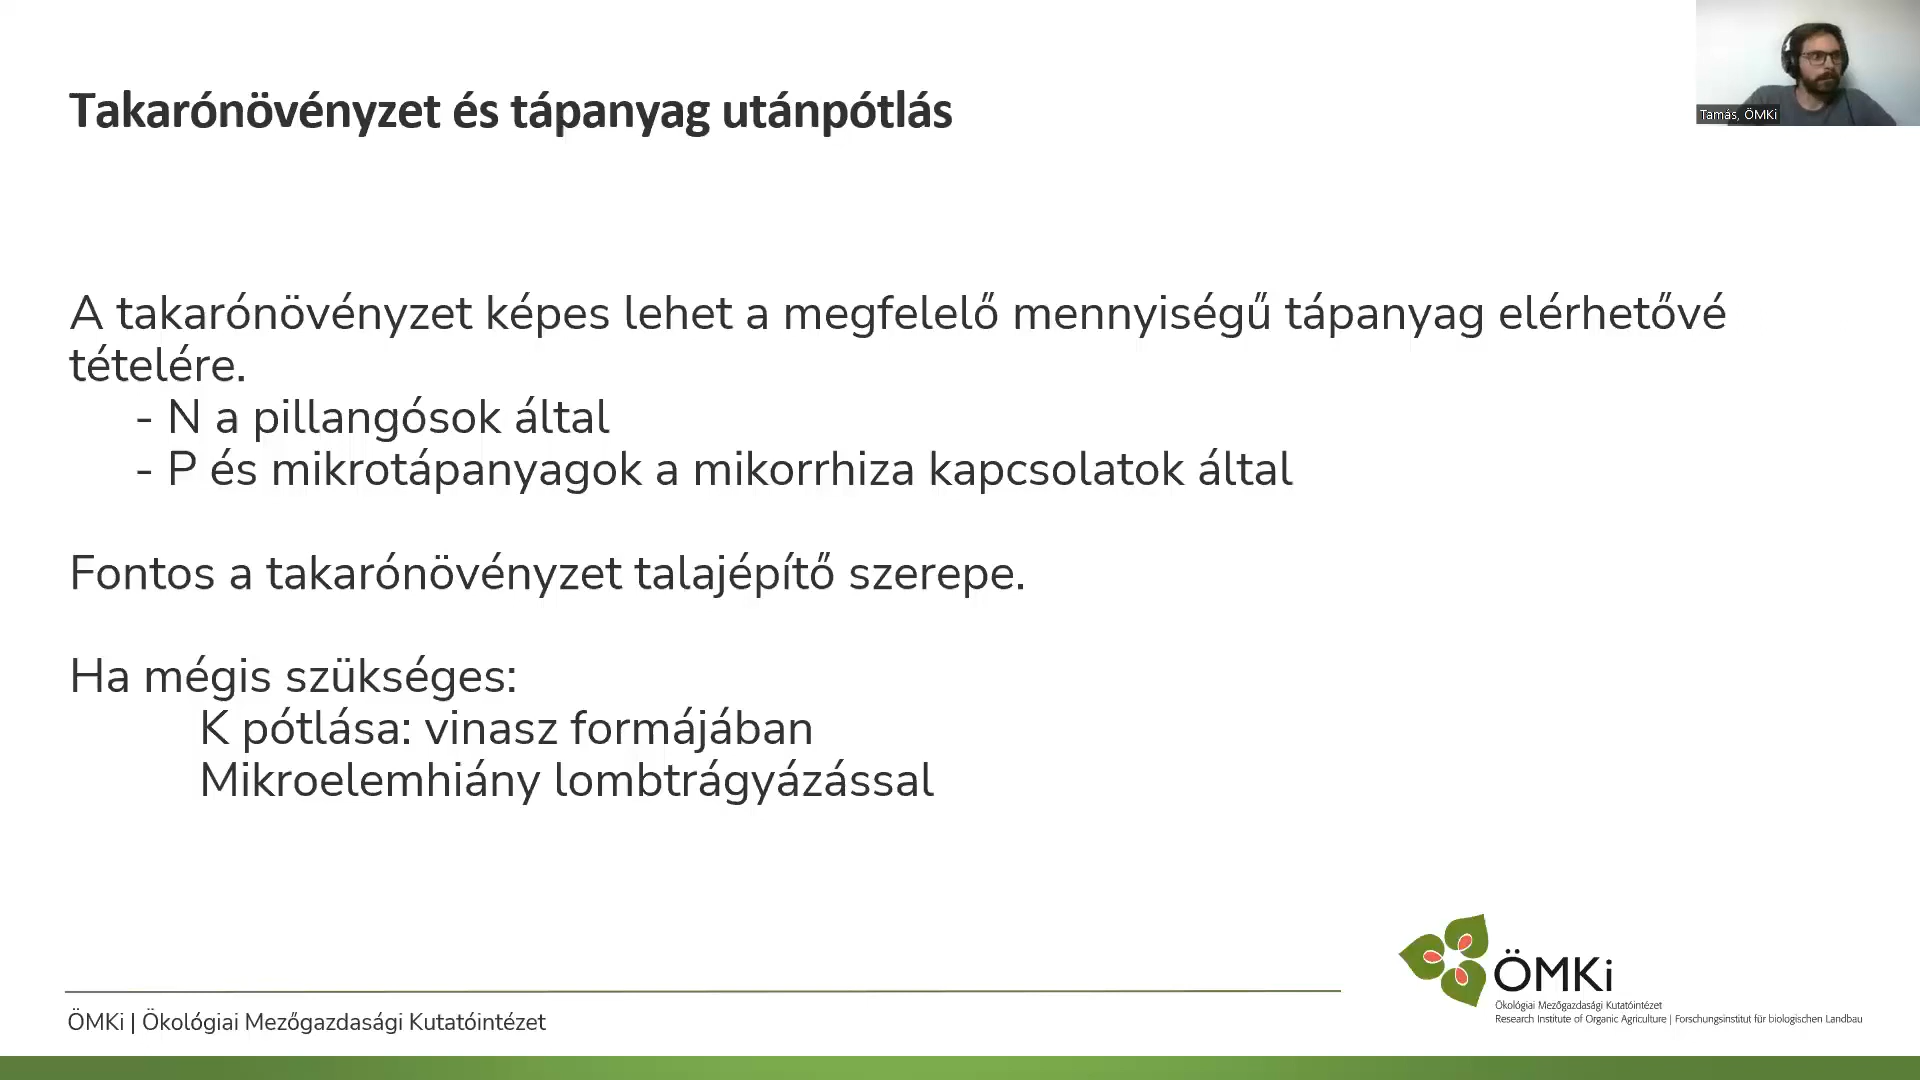 Takarónövényzet és tápanyag utánpótlás
Tamás, ÖMKi
A takarónövényzet képes lehet a megfelelő mennyiségű tápanyag elérhetővé
tételére.
- N a pillangósok által
- P és mikrotápanyagok a mikorrhiza kapcsolatok által
Fontos a takarónövényzet talajépítő szerepe.
Ha mégis szükséges:
K pótlása: vinasz formájában
Mikroelemhiány lombtrágyázással
ÖMKi
Ökológiai Mezőgazdasági Kutatóintézet
Research Institute of Organic Agriculture | Forschungsinstitut für biologischen Landbau
ÖMKi | Ökológiai Mezőgazdasági Kutatóintézet